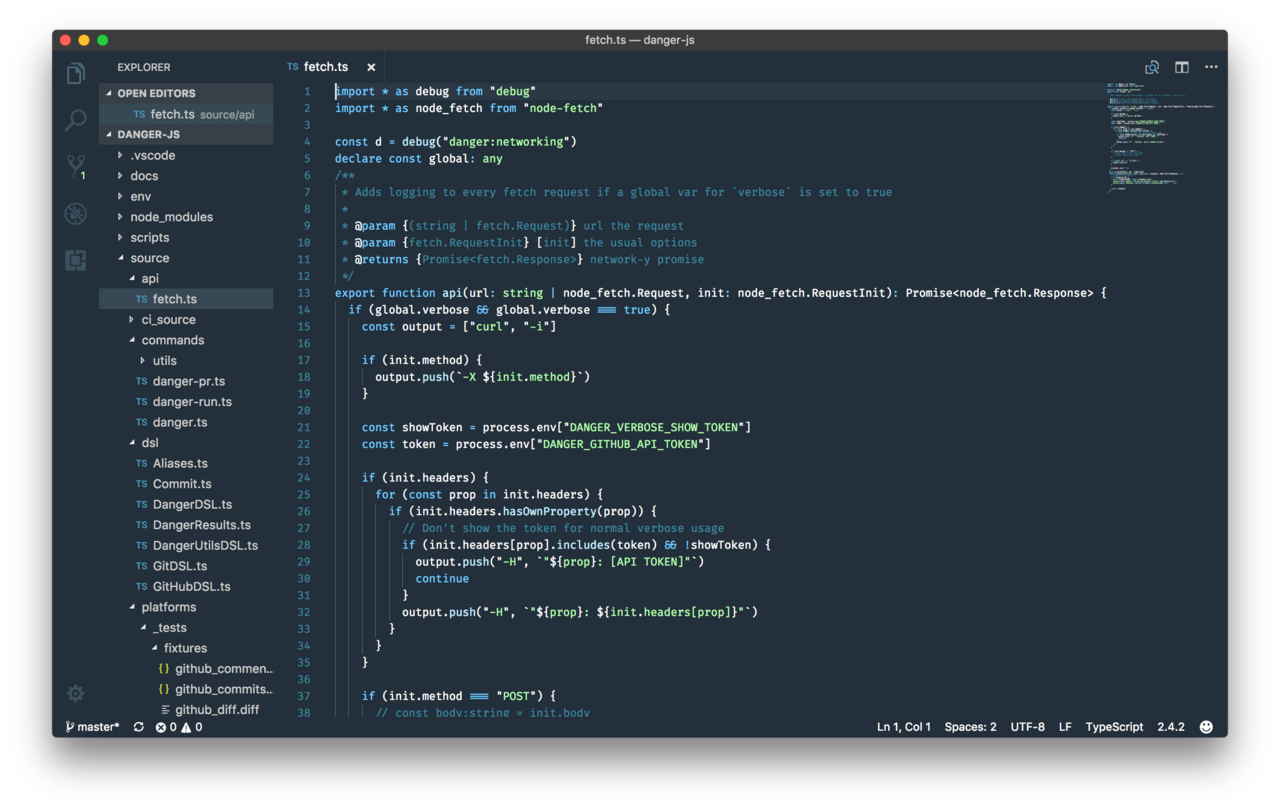 fetch.ts — danger-js
EXPLORER
OPEN EDITORS
TS fetch.ts source/api
DANGER-JS
.vscode
docs
env
node_modules
scripts
source
api
TS fetch.ts
ci_source
commands
utils
TS danger-pr.ts
TS danger-run.ts
TS danger.ts
dsl
TS Aliases.ts
TS Commit.ts
TS DangerDSL.ts
TS DangerResults.ts
TS DangerUtilsDSL.ts
TS GitDSL.ts
TS GitHubDSL.ts
platforms
_tests
fixtures
{} github_commen...
{} github_commits...
github_diff.diff
1
TS fetch.ts ×
1 import * as debug from "debug"
2 import * as node_fetch from "node-fetch"
3
4 const d = debug("danger:networking")
5 declare const global: any
6 /**
7 * Adds logging to every fetch request if a global var for `verbose` is set to true
8 *
9 * @param {(string | fetch.Request)} url the request
10 * @param {fetch.RequestInit} [init] the usual options
11 * @returns {Promise<fetch.Response>} network-y promise
12 */
13 export function api(url: string | node_fetch.Request, init: node_fetch.RequestInit): Promise<node_fetch.Response> {
14 if (global.verbose && global.verbose === true) {
15 const output = ["curl", "-i"]
16
17 if (init.method) {
18 output.push(`-X ${init.method}`)
19 }
20
21 const showToken = process.env["DANGER_VERBOSE_SHOW_TOKEN"]
22 const token = process.env["DANGER_GITHUB_API_TOKEN"]
23
24 if (init.headers) {
25 for (const prop in init.headers) {
26 if (init.headers.hasOwnProperty(prop)) {
27 // Don't show the token for normal verbose usage
28 if (init.headers[prop].includes(token) && !showToken) {
29 output.push("-H", `"${prop}: [API TOKEN]"`)
30 continue
31 }
32 output.push("-H", `"${prop}: ${init.headers[prop]}"`)
33 }
34 }
35 }
36
37 if (init.method === "POST") {
38 // const body:string = init.body
master* 0 0
Ln 1, Col 1 Spaces: 2 UTF-8 LF TypeScript 2.4.2